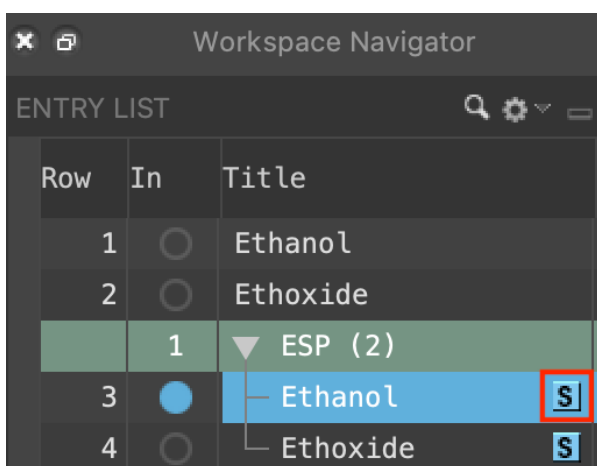 Workspace Navigator
ENTRY LIST
Row In Title
1 Ethanol
2 Ethoxide
1 ESP (2)
3 Ethanol S
4 Ethoxide S